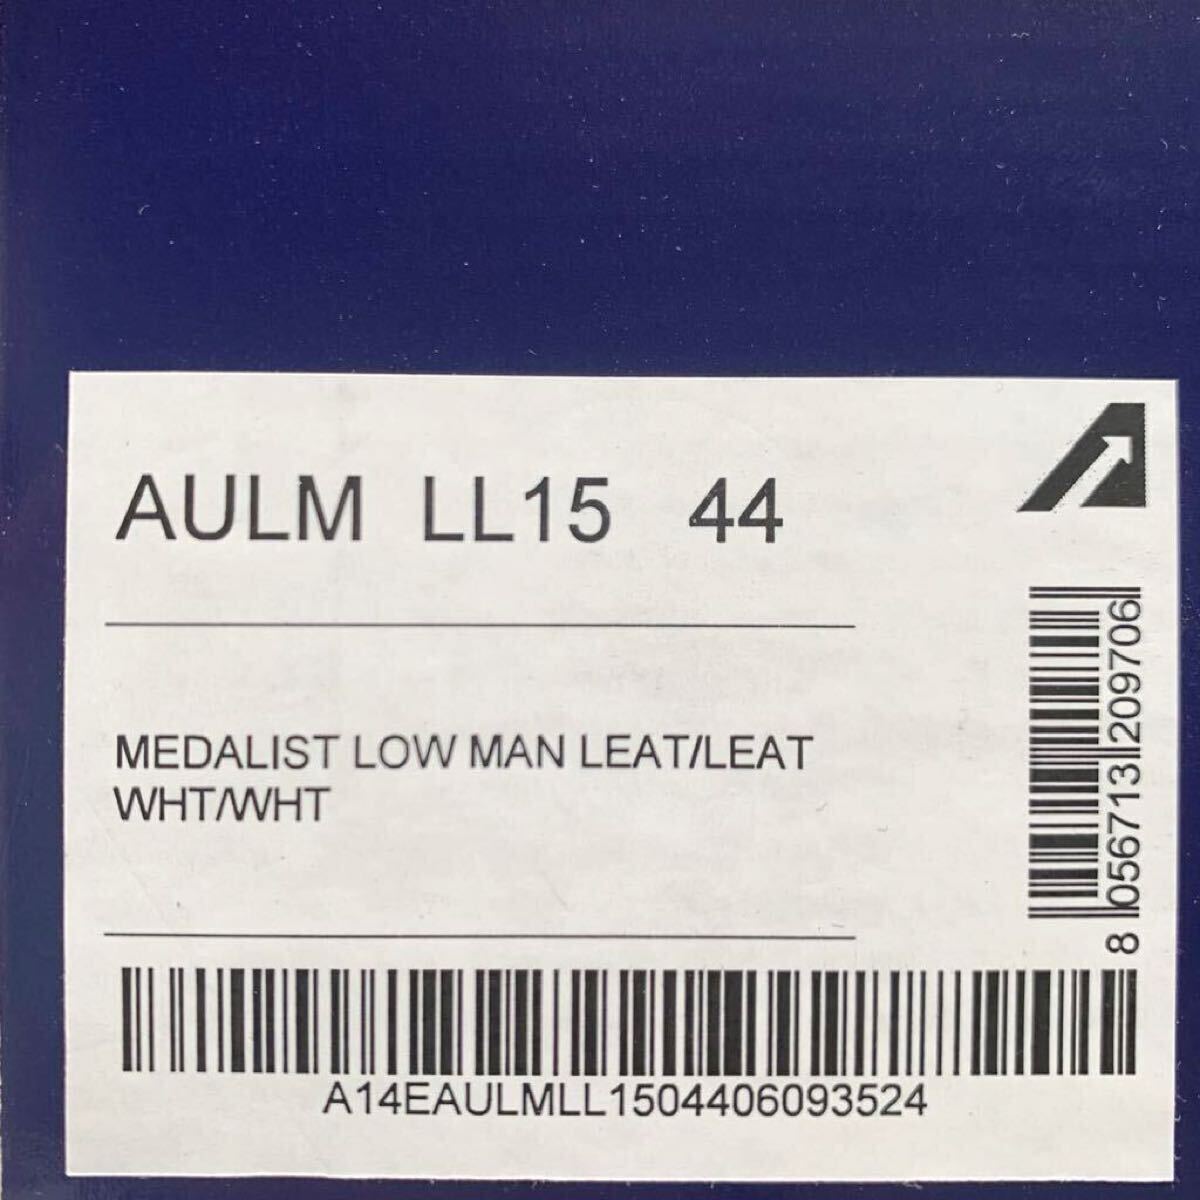 AULM LL15 44
MEDALIST LOW MAN LEAT/LEAT
WHT/WHT
8 056713 209706
A14EAULMLL1504406093524